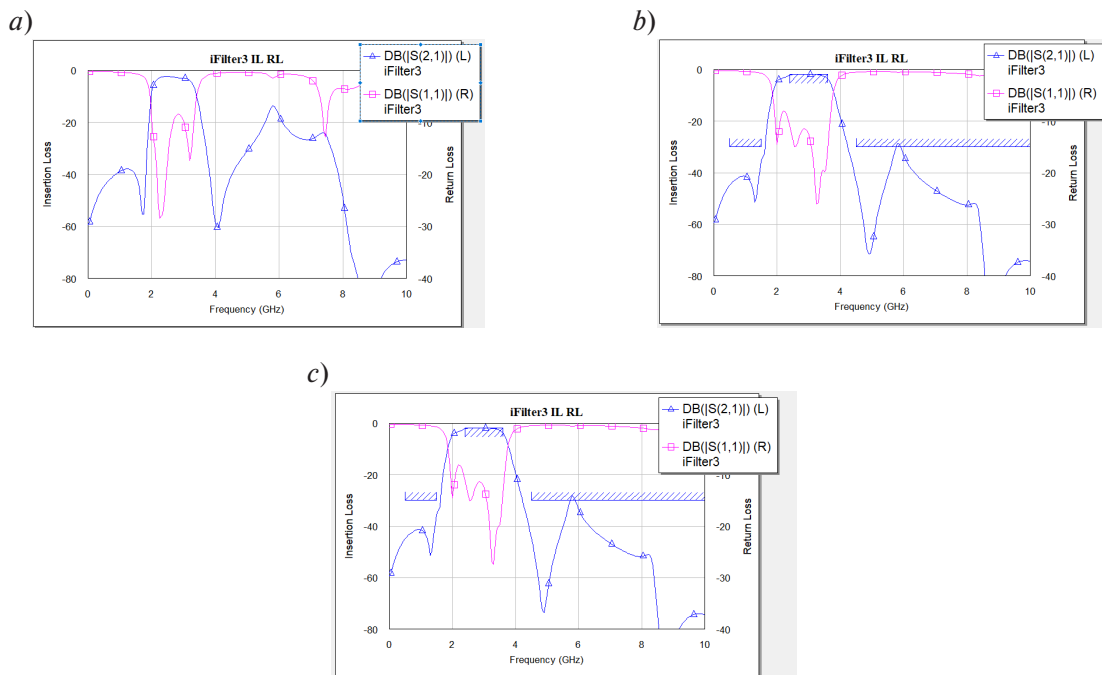 a)
iFilter3 IL RL
DB(|S(2,1)|) (L)
iFilter3
DB(|S(1,1)|) (R)
iFilter3
Insertion Loss
Return Loss
0
-20
-40
-60
-80
-10
-20
-30
-40
0 2 4 6 8 10
Frequency (GHz)
b)
iFilter3 IL RL
DB(|S(2,1)|) (L)
iFilter3
DB(|S(1,1)|) (R)
iFilter3
Insertion Loss
Return Loss
0
-20
-40
-60
-80
-10
-20
-30
-40
0 2 4 6 8 10
Frequency (GHz)
c)
iFilter3 IL RL
DB(|S(2,1)|) (L)
iFilter3
DB(|S(1,1)|) (R)
iFilter3
Insertion Loss
Return Loss
0
-20
-40
-60
-80
-10
-20
-30
-40
0 2 4 6 8 10
Frequency (GHz)